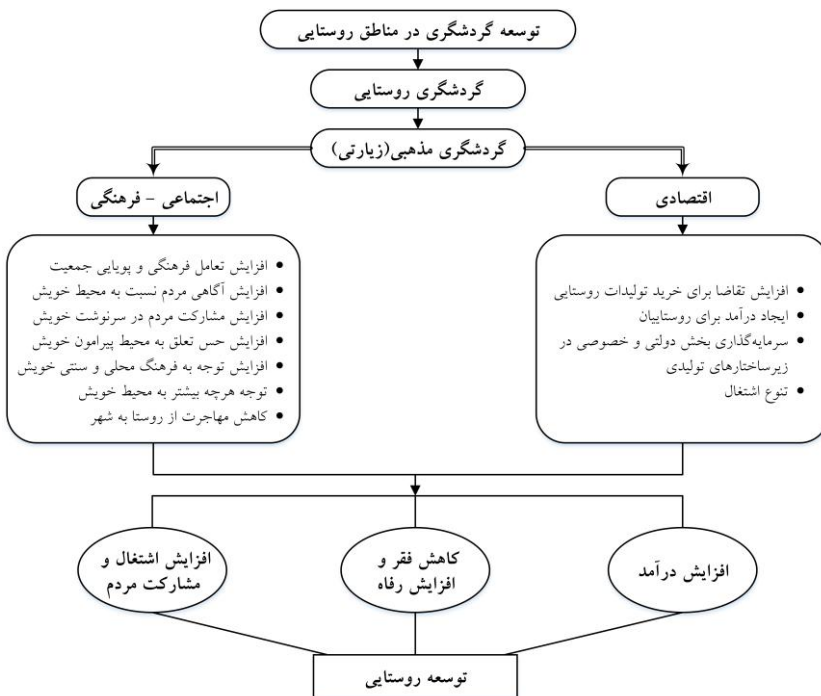 توسعه گردشگری در مناطق روستایی
گردشگری روستایی
گردشگری مذهبی(زیارتی)
اقتصادی
اجتماعی - فرهنگی
افزایش تقاضا برای خرید تولیدات روستایی
ایجاد درآمد برای روستاییان
سرمایه‌گذاری بخش دولتی و خصوصی در
زیرساختارهای تولیدی
تنوع اشتغال
افزایش تعامل فرهنگی و پویایی جمعیت
افزایش آگاهی مردم نسبت به محیط خویش
افزایش مشارکت مردم در سرنوشت خویش
افزایش حس تعلق به محیط پیرامون خویش
افزایش توجه به فرهنگ محلی و سنتی خویش
توجه هرچه بیشتر به محیط خویش
کاهش مهاجرت از روستا به شهر
افزایش درآمد
کاهش فقر و
افزایش رفاه
افزایش اشتغال و
مشارکت مردم
توسعه روستایی